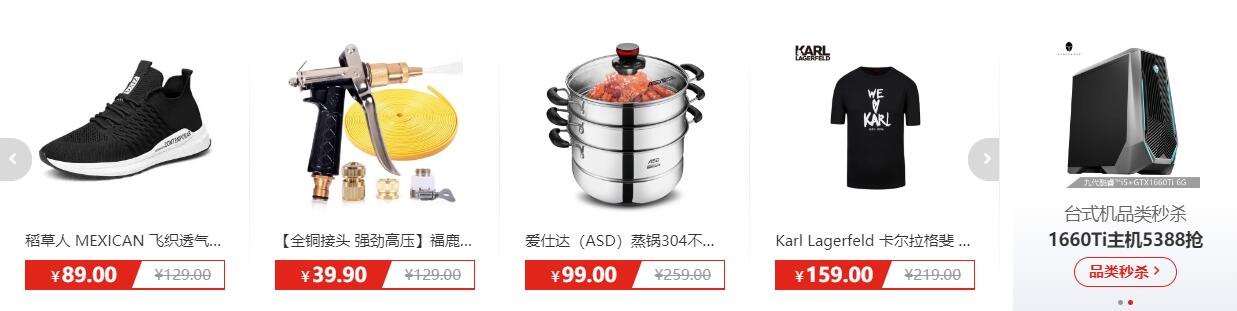 KARL
LAGERFELD
WE
KARL
ASD
九代酷睿™i5+GTX1660Ti 6G
稻草人 MEXICAN 飞织透气...
【全铜接头 强劲高压】福鹿...
爱仕达（ASD）蒸锅304不...
Karl Lagerfeld 卡尔拉格斐 ...
台式机品类秒杀
1660Ti主机5388抢
¥89.00
¥129.00
¥39.90
¥129.00
¥99.00
¥259.00
¥159.00
¥219.00
品类秒杀 >